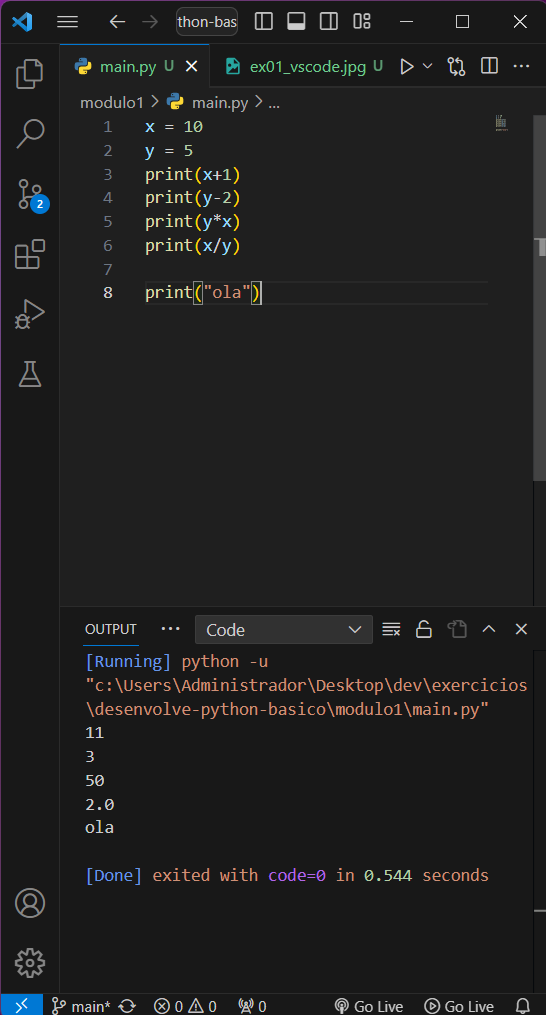 thon-bas
main.py U
ex01_vscode.jpg U
modulo1 > main.py > ...
1 x = 10
2 y = 5
3 print(x+1)
4 print(y-2)
5 print(y*x)
6 print(x/y)
7
8 print("ola")
2
OUTPUT ... Code
[Running] python -u
"c:\Users\Administrador\Desktop\dev\exercicios
\desenvolve-python-basico\modulo1\main.py"
11
3
50
2.0
ola
[Done] exited with code=0 in 0.544 seconds
main* 0 0 0 Go Live Go Live